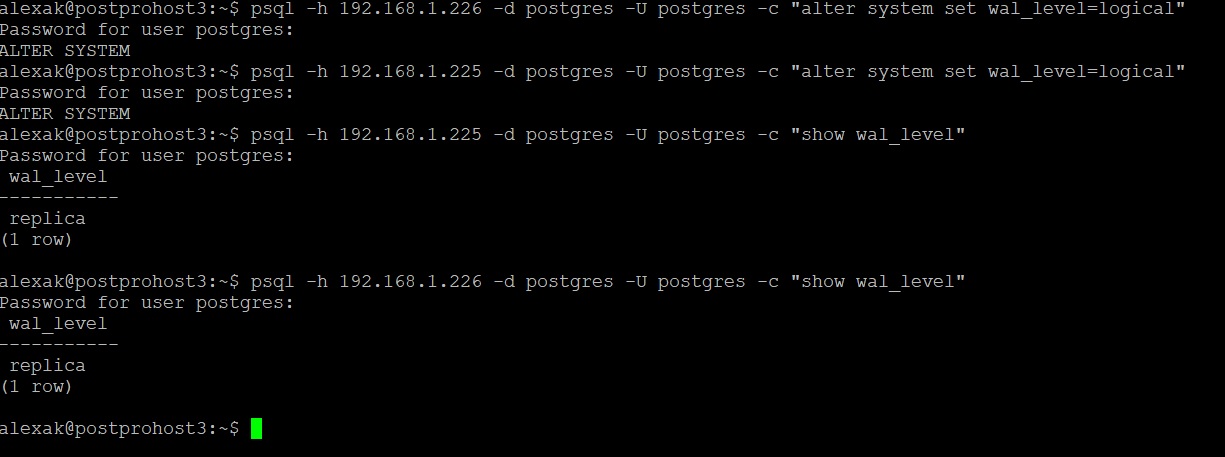 alexak@postprohost3:~$ psql -h 192.168.1.226 -d postgres -U postgres -c "alter system set wal_level=logical"
Password for user postgres:
ALTER SYSTEM
alexak@postprohost3:~$ psql -h 192.168.1.225 -d postgres -U postgres -c "alter system set wal_level=logical"
Password for user postgres:
ALTER SYSTEM
alexak@postprohost3:~$ psql -h 192.168.1.225 -d postgres -U postgres -c "show wal_level"
Password for user postgres:
 wal_level
-----------
 replica
(1 row)

alexak@postprohost3:~$ psql -h 192.168.1.226 -d postgres -U postgres -c "show wal_level"
Password for user postgres:
 wal_level
-----------
 replica
(1 row)

alexak@postprohost3:~$